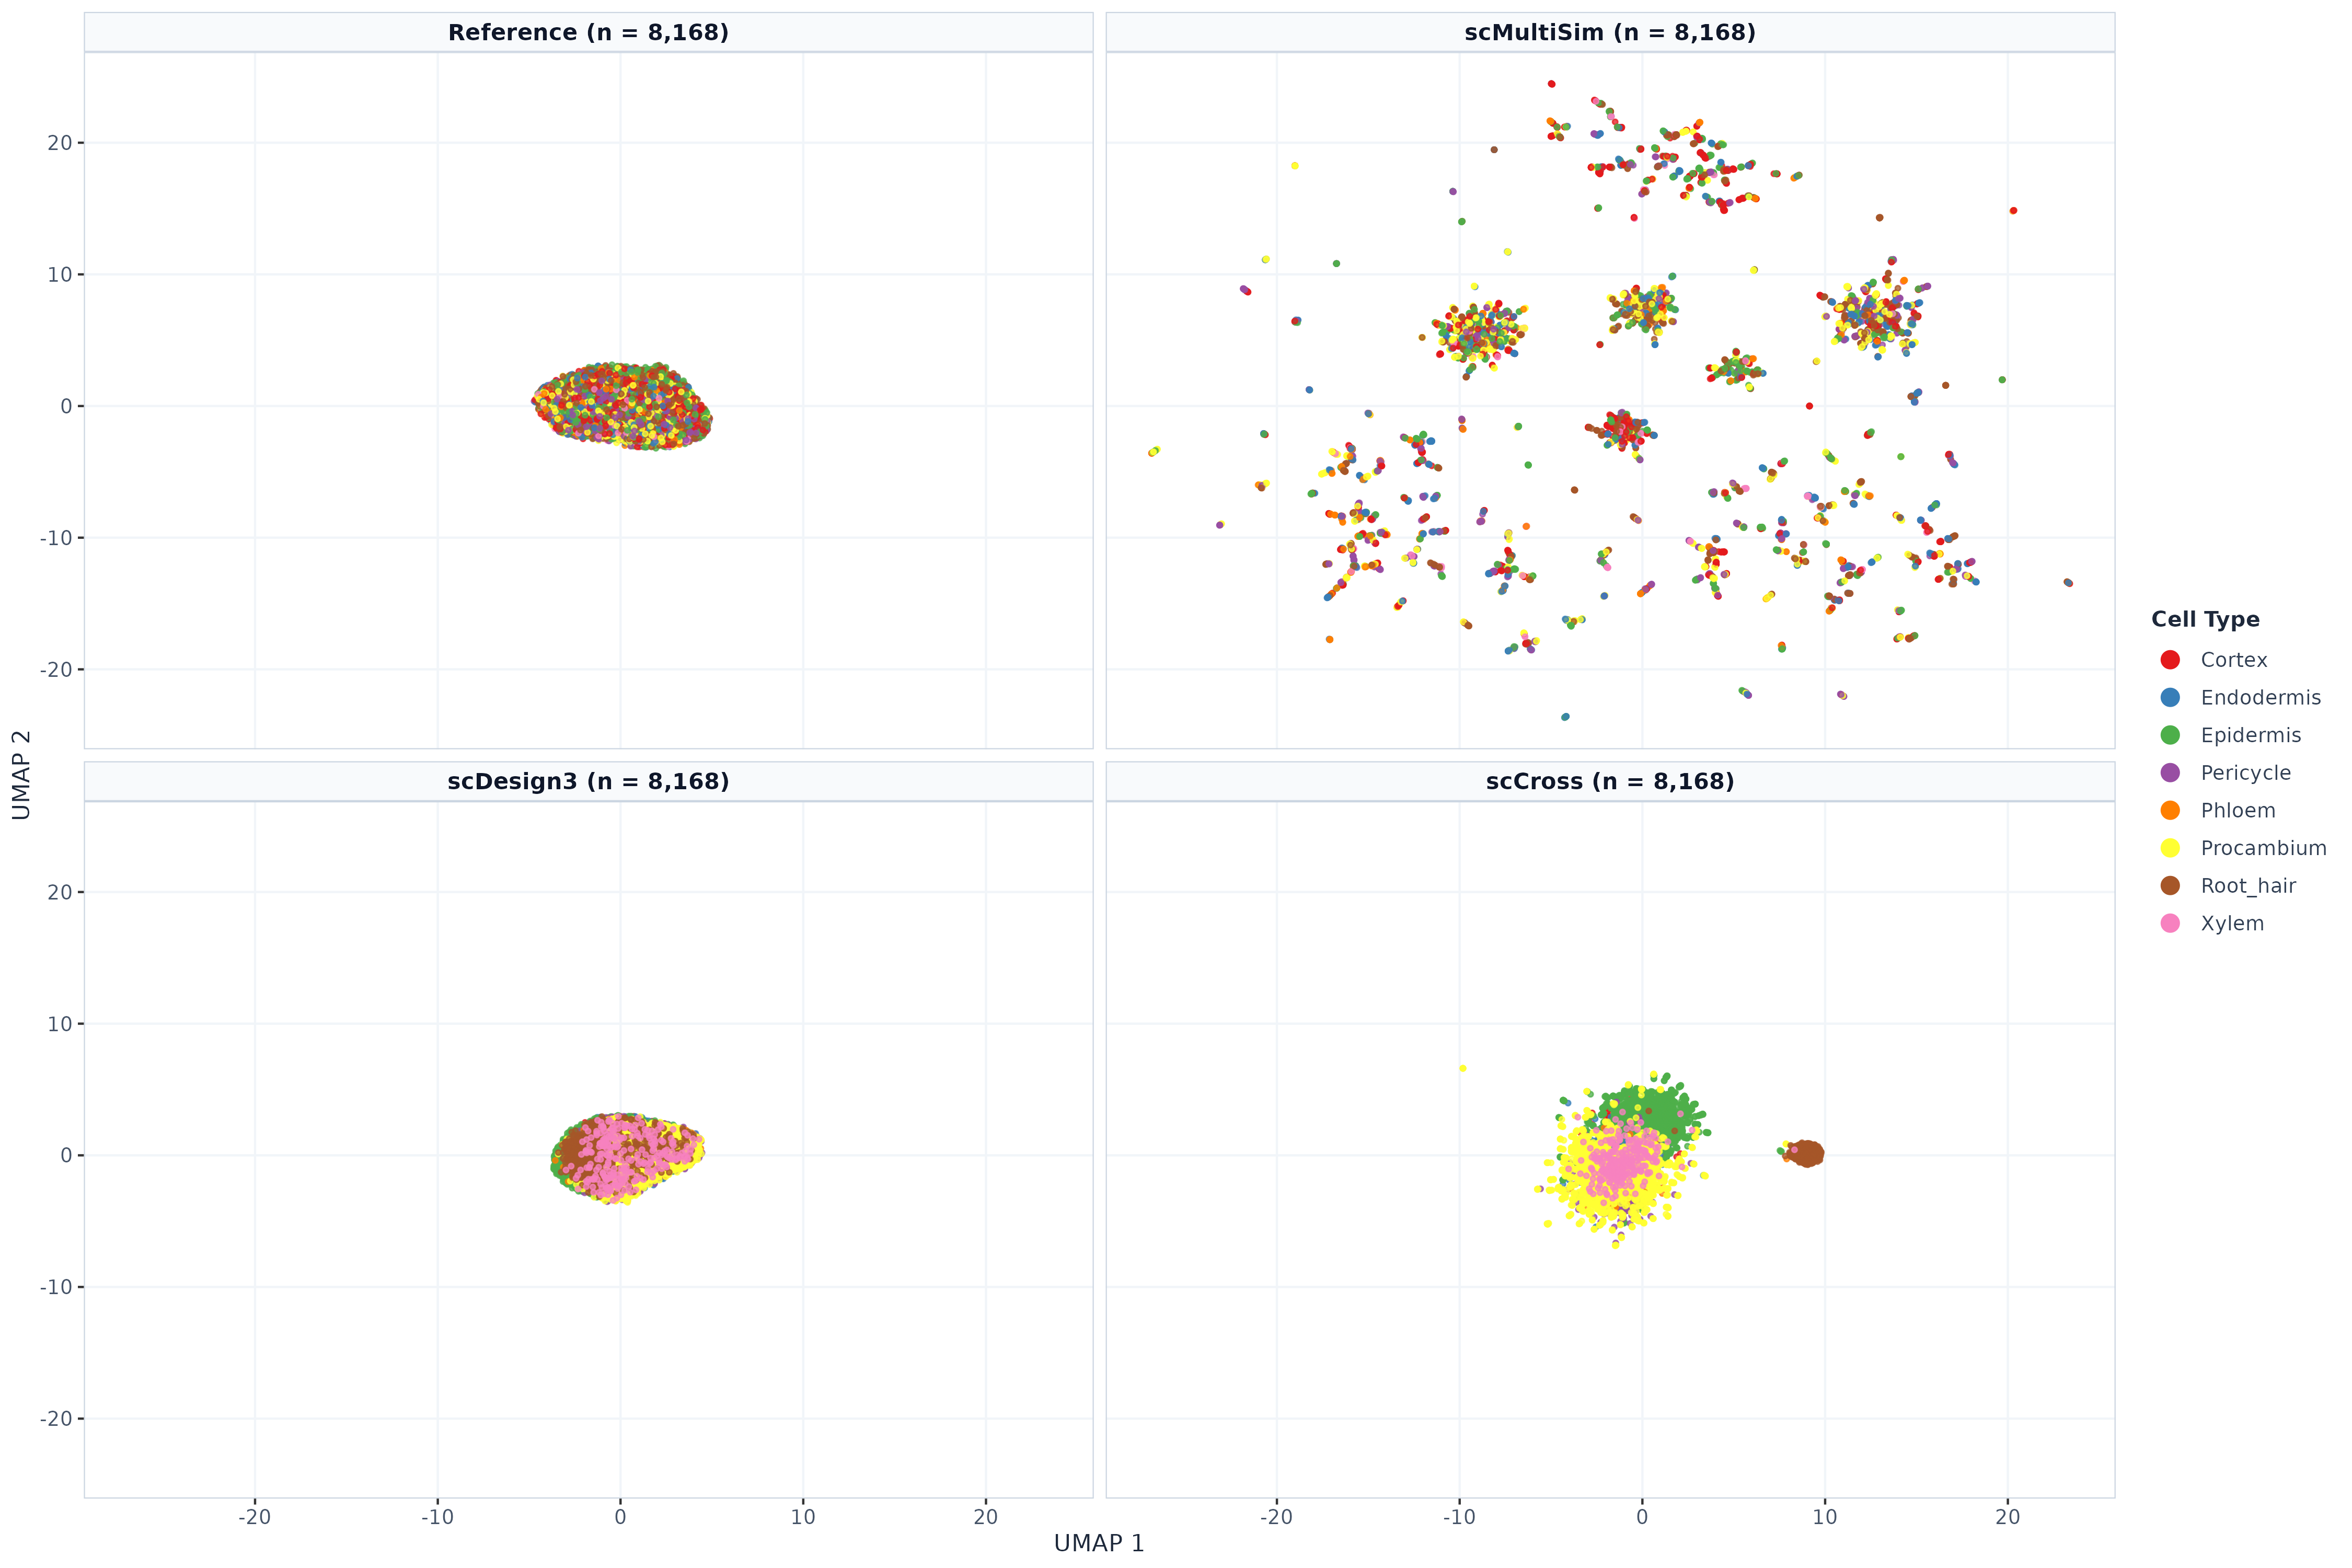 Reference (n = 8,168)
scMultiSim (n = 8,168)
20
10
0
-10
-20
scDesign3 (n = 8,168)
scCross (n = 8,168)
20
10
0
-10
-20
-20 -10 0 10 20
-20 -10 0 10 20
UMAP 1
UMAP 2
Cell Type
Cortex
Endodermis
Epidermis
Pericycle
Phloem
Procambium
Root_hair
Xylem